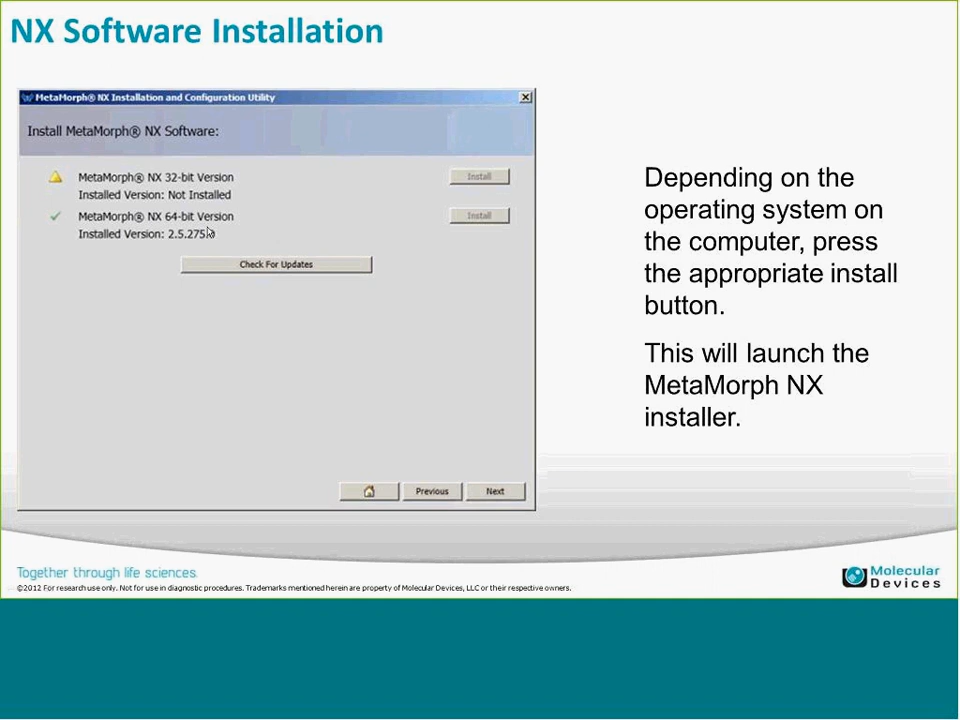 NX Software Installation
MetaMorph® NX Installation and Configuration Utility
Install MetaMorph® NX Software:
MetaMorph® NX 32-bit Version
Install
Installed Version: Not Installed
MetaMorph® NX 64-bit Version
Install
Installed Version: 2.5.275
Check For Updates
Previous
Next
Depending on the
operating system on
the computer, press
the appropriate install
button.
This will launch the
MetaMorph NX
installer.
Together through life sciences.
©2012 For research use only. Not for use in diagnostic procedures. Trademarks mentioned herein are property of Molecular Devices, LLC or their respective owners.
Molecular
Devices